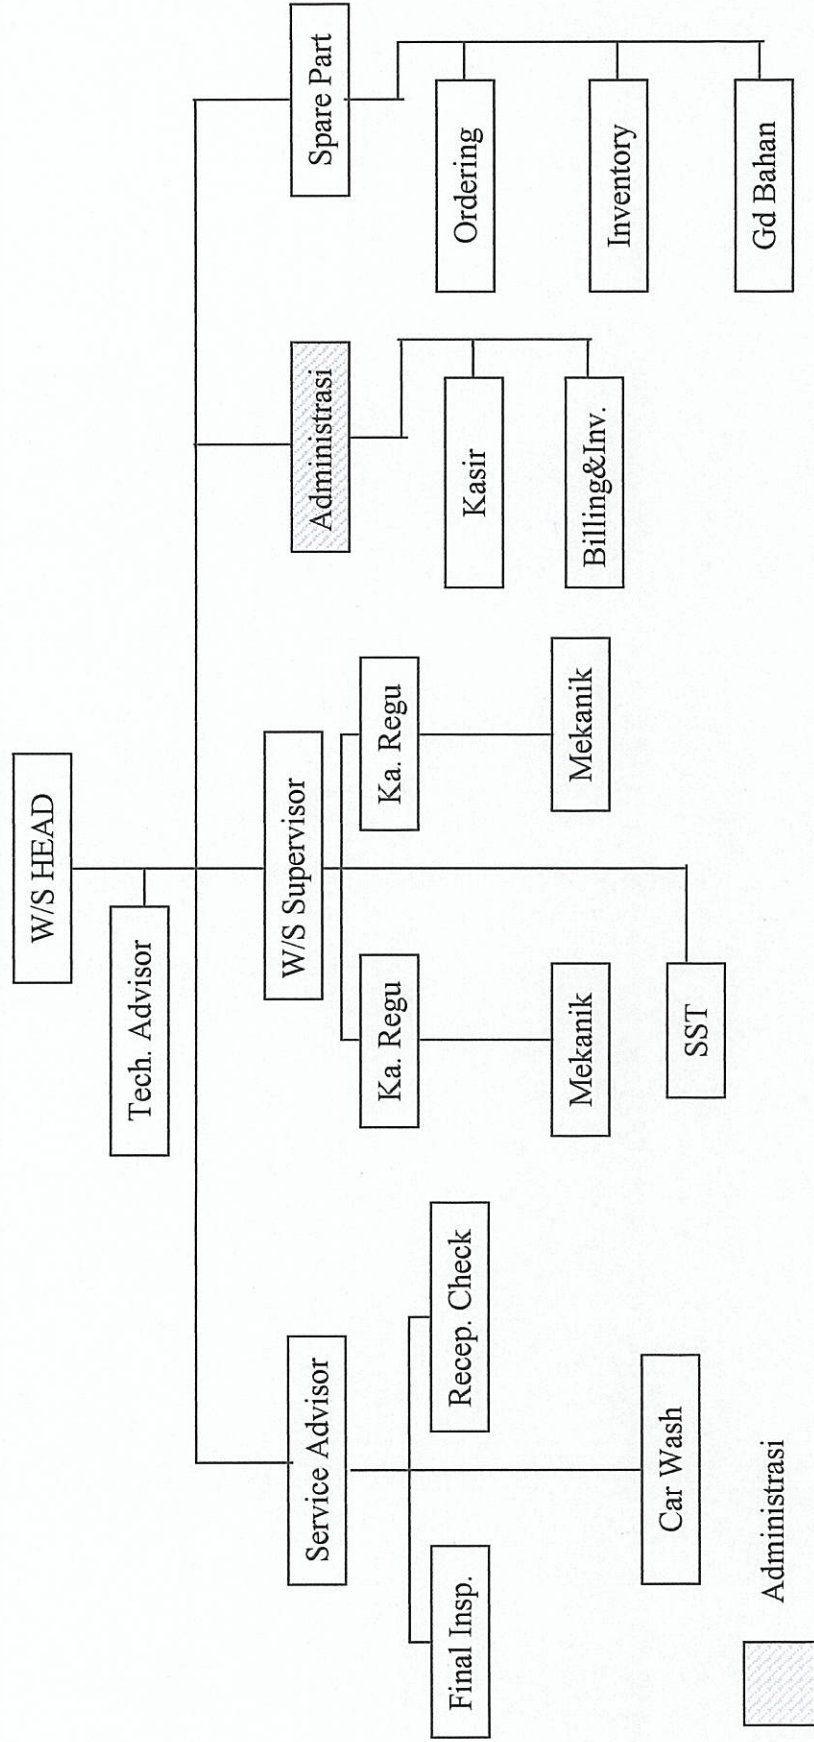 W/S HEAD
Tech. Advisor
Service Advisor
W/S Supervisor
Administrasi
Spare Part
Final Insp.
Recep. Check
Car Wash
Ka. Regu
Ka. Regu
Mekanik
Mekanik
SST
Kasir
Billing&Inv.
Ordering
Inventory
Gd Bahan
Administrasi